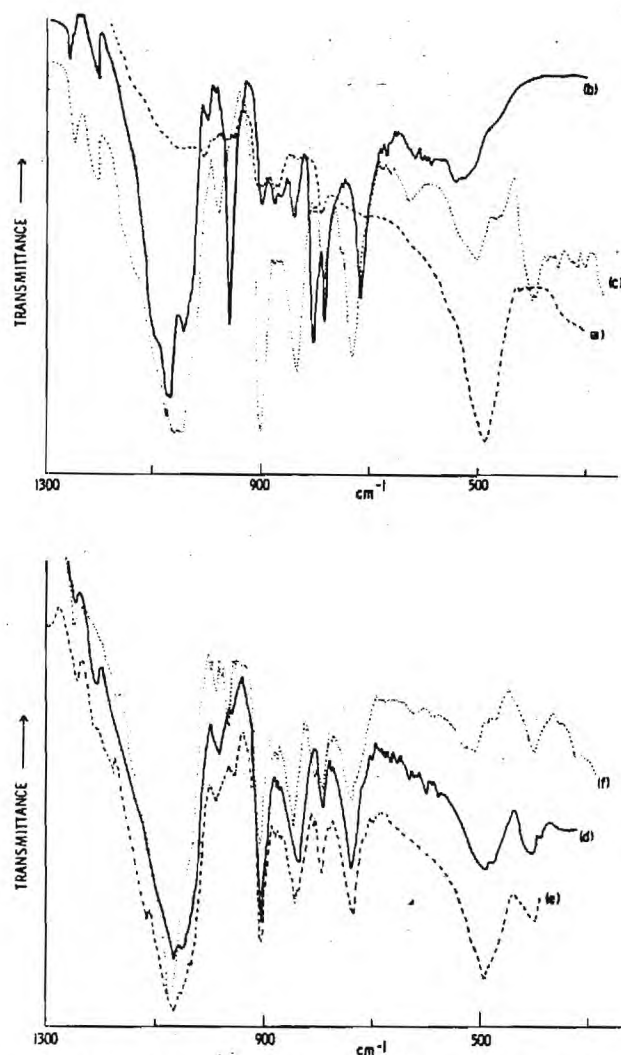 TRANSMITTANCE
(b)
(c)
a)
1300
900
cm-1
500
TRANSMITTANCE
(f)
(d)
(e)
1300
900
cm-1
500